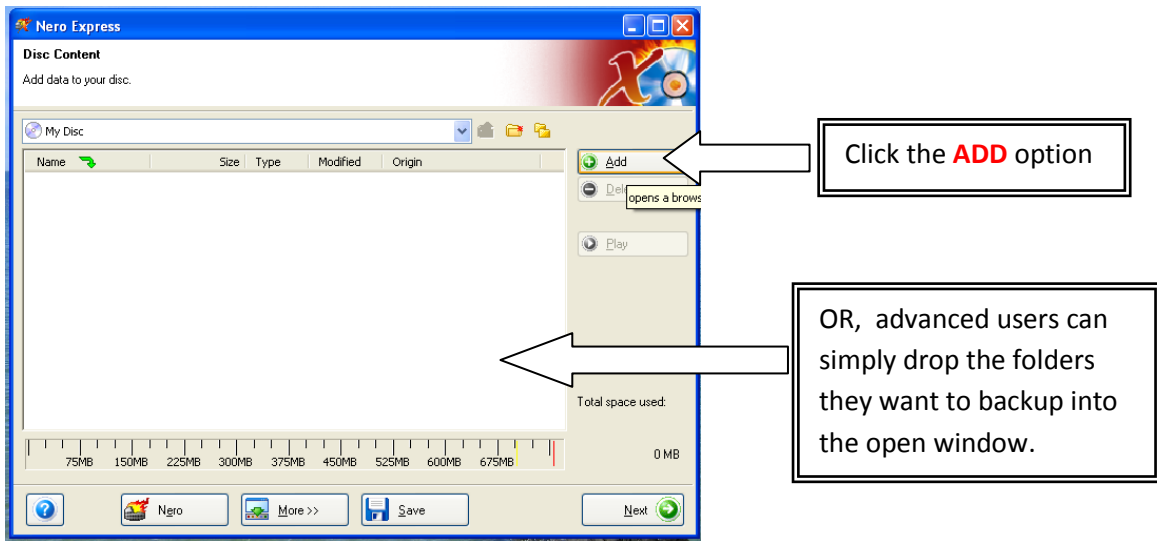 Nero Express
Disc Content
Add data to your disc.
My Disc
Name Size Type Modified Origin
Add
Click the ADD option
opens a brows
Play
OR, advanced users can
simply drop the folders
they want to backup into
the open window.
Total space used:
75MB 150MB 225MB 300MB 375MB 450MB 525MB 600MB 675MB
0 MB
Nero
More >>
Save
Next